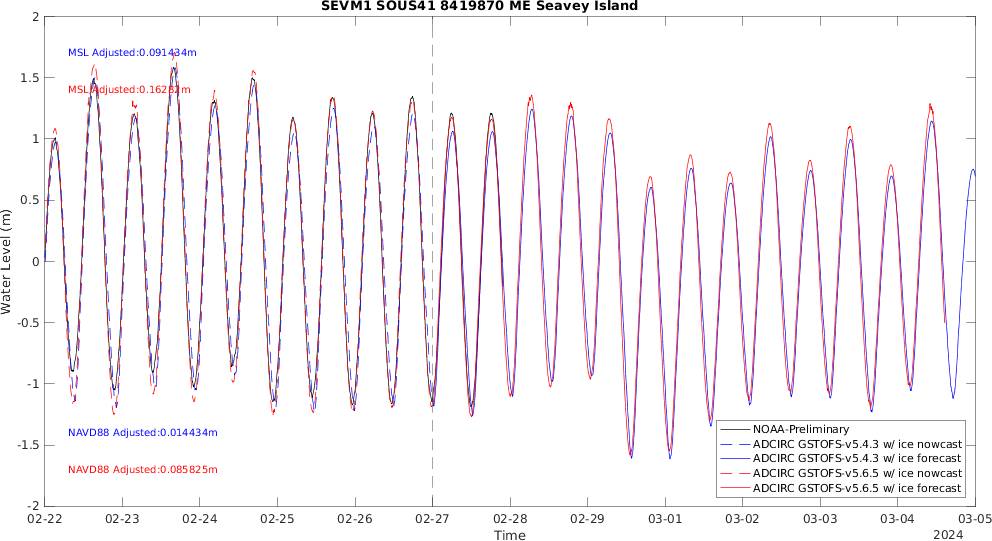 SEVM1 SOUS41 8419870 ME Seavey Island
2
1.5
1
0.5
0
-0.5
-1
-1.5
-2
Water Level (m)
MSL Adjusted:0.091434m
MSL Adjusted:0.16282m
NAVD88 Adjusted:0.014434m
NAVD88 Adjusted:0.085825m
NOAA-Preliminary
ADCIRC GSTOFS-v5.4.3 w/ ice nowcast
ADCIRC GSTOFS-v5.4.3 w/ ice forecast
ADCIRC GSTOFS-v5.6.5 w/ ice nowcast
ADCIRC GSTOFS-v5.6.5 w/ ice forecast
02-22 02-23 02-24 02-25 02-26 02-27 02-28 02-29 03-01 03-02 03-03 03-04 03-05
Time
2024